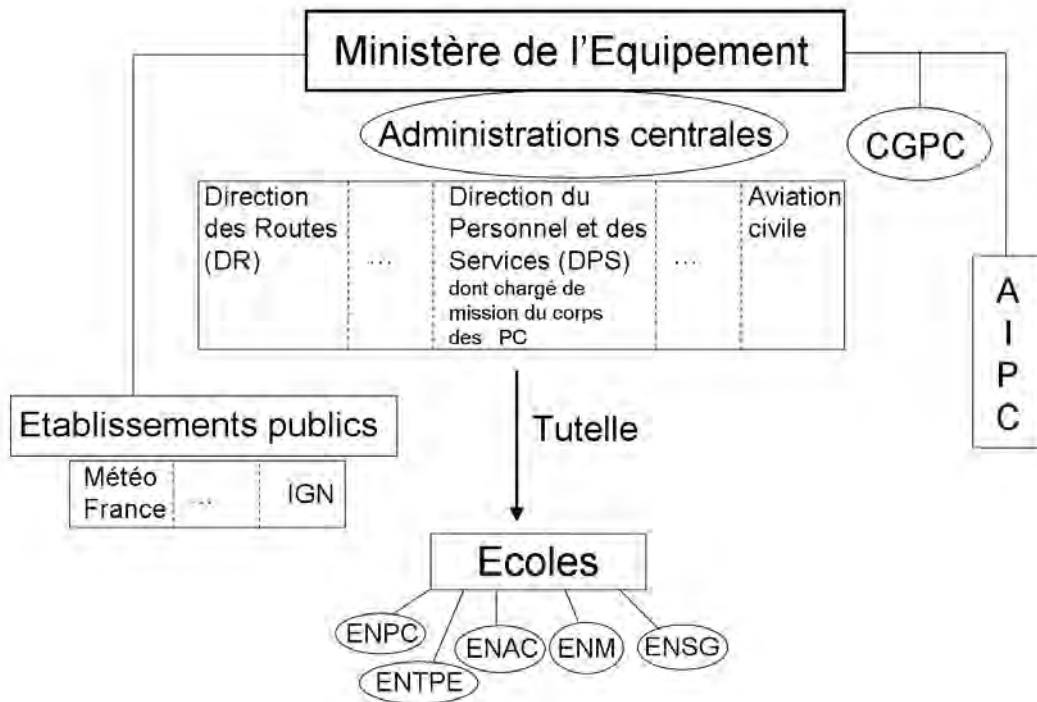 Ministère de l'Equipement
Administrations centrales
CGPC
Direction
des Routes
(DR)
...
Direction du
Personnel et des
Services (DPS)
dont chargé de
mission du corps
des PC
...
Aviation
civile
A
I
P
C
Etablissements publics
Météo
France
...
IGN
Tutelle
Ecoles
ENPC
ENTPE
ENAC
ENM
ENSG